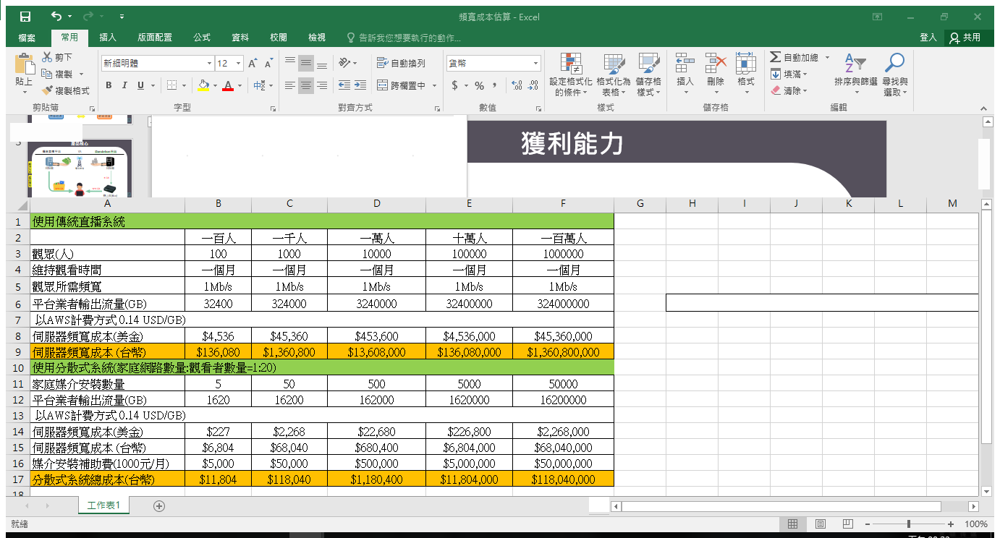 頻寬成本估算 - Excel
檔案 常用 插入 版面配置 公式 資料 校閱 檢視 告訴我您想要執行的動作... 登入 共用
貼上 剪下 複製 複製格式 剪貼簿
新細明體 12 A A B I U A 中 字型
自動換列 跨欄置中 對齊方式
貨幣 $ % , 數值
設定格式化的條件 格式化為表格 儲存格樣式 樣式
插入 刪除 格式 儲存格
自動加總 填滿 清除 排序與篩選 尋找與選取 編輯
獲利能力
A B C D E F G H I J K L M
1 使用傳統直播系統
2 一百人 一千人 一萬人 十萬人 一百萬人
3 觀眾(人) 100 1000 10000 100000 1000000
4 維持觀看時間 一個月 一個月 一個月 一個月 一個月
5 觀眾所需頻寬 1Mb/s 1Mb/s 1Mb/s 1Mb/s 1Mb/s
6 平台業者輸出流量(GB) 32400 324000 3240000 32400000 324000000
7 以AWS計費方式 0.14 USD/GB)
8 伺服器頻寬成本(美金) $4,536 $45,360 $453,600 $4,536,000 $45,360,000
9 伺服器頻寬成本 (台幣) $136,080 $1,360,800 $13,608,000 $136,080,000 $1,360,800,000
10 使用分散式系統(家庭網路數量:觀看者數量=1:20)
11 家庭媒介安裝數量 5 50 500 5000 50000
12 平台業者輸出流量(GB) 1620 16200 162000 1620000 16200000
13 以AWS計費方式 0.14 USD/GB)
14 伺服器頻寬成本(美金) $227 $2,268 $22,680 $226,800 $2,268,000
15 伺服器頻寬成本 (台幣) $6,804 $68,040 $680,400 $6,804,000 $68,040,000
16 媒介安裝補助費(1000元/月) $5,000 $50,000 $500,000 $5,000,000 $50,000,000
17 分散式系統總成本(台幣) $11,804 $118,040 $1,180,400 $11,804,000 $118,040,000
18
工作表1
就緒 100%